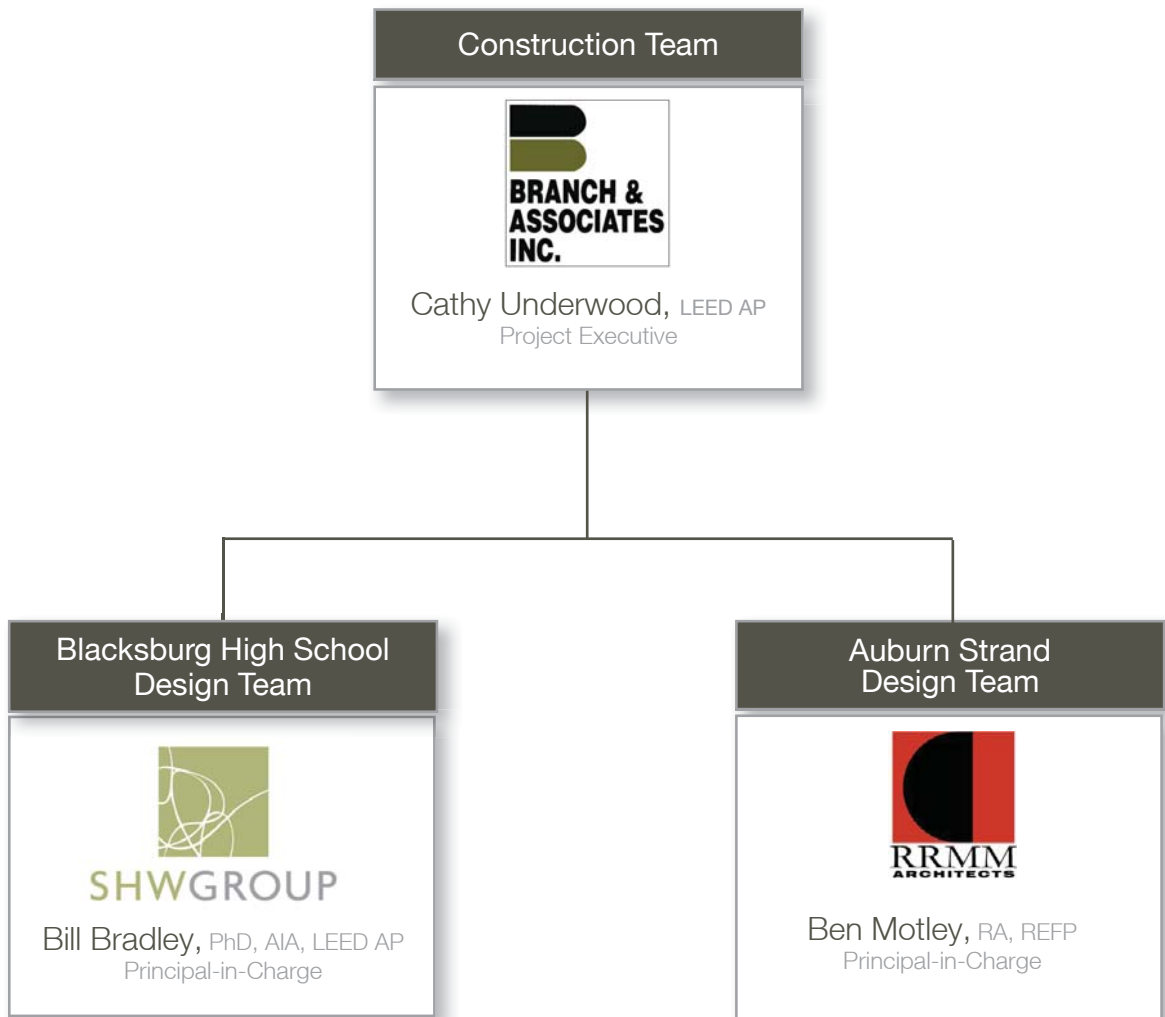 Construction Team
BRANCH &
ASSOCIATES
INC.
Cathy Underwood, LEED AP
Project Executive
Blacksburg High School
Design Team
SHWGROUP
Bill Bradley, PhD, AIA, LEED AP
Principal-in-Charge
Auburn Strand
Design Team
RRMM
ARCHITECTS
Ben Motley, RA, REFP
Principal-in-Charge